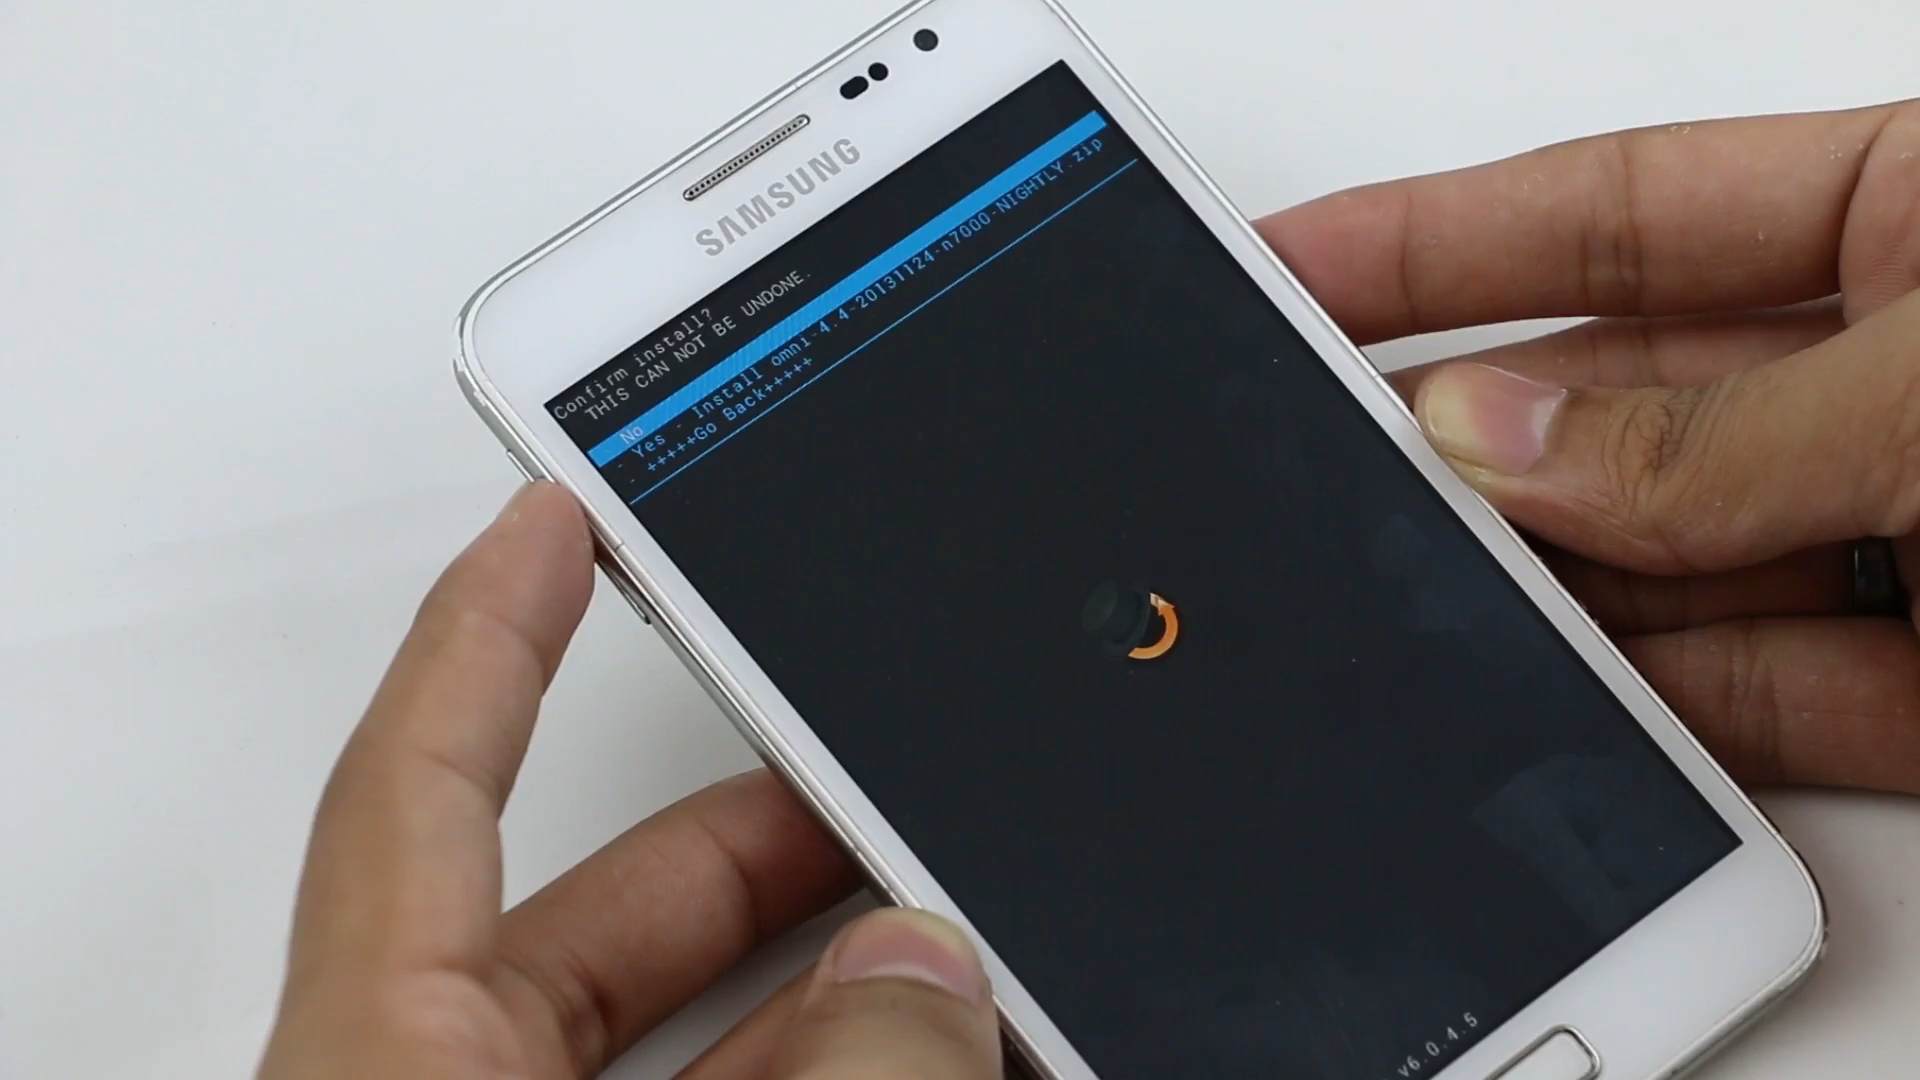 SAMSUNG
Confirm install?
THIS CAN NOT BE UNDONE.
No
- Yes - Install omni-4.4-20131124-n7000-NIGHTLY.zip
- +++++Go Back+++++
v6.0.4.5